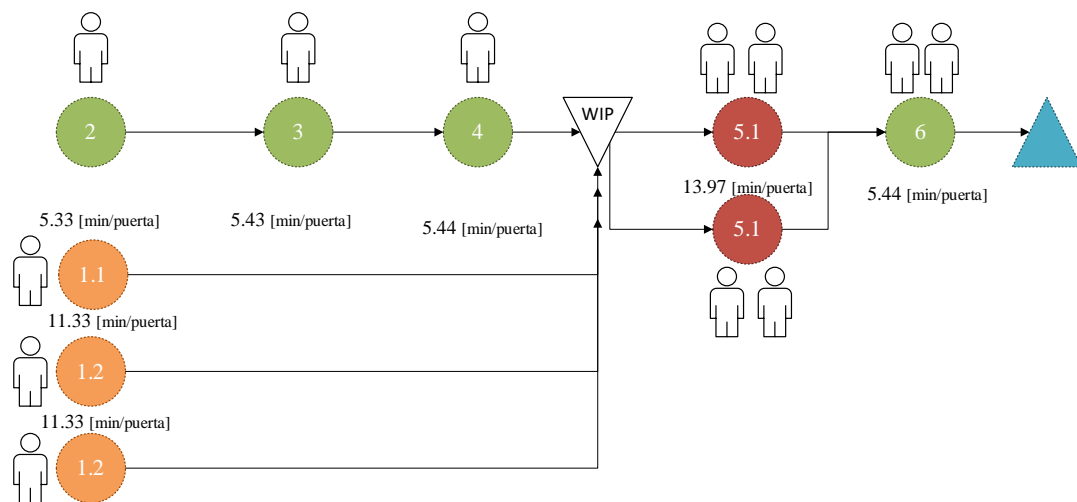 2
3
4
WIP
5.1
6
13.97 [min/puerta]
5.44 [min/puerta]
5.33 [min/puerta]
5.43 [min/puerta]
5.44 [min/puerta]
5.1
1.1
11.33 [min/puerta]
1.2
11.33 [min/puerta]
1.2